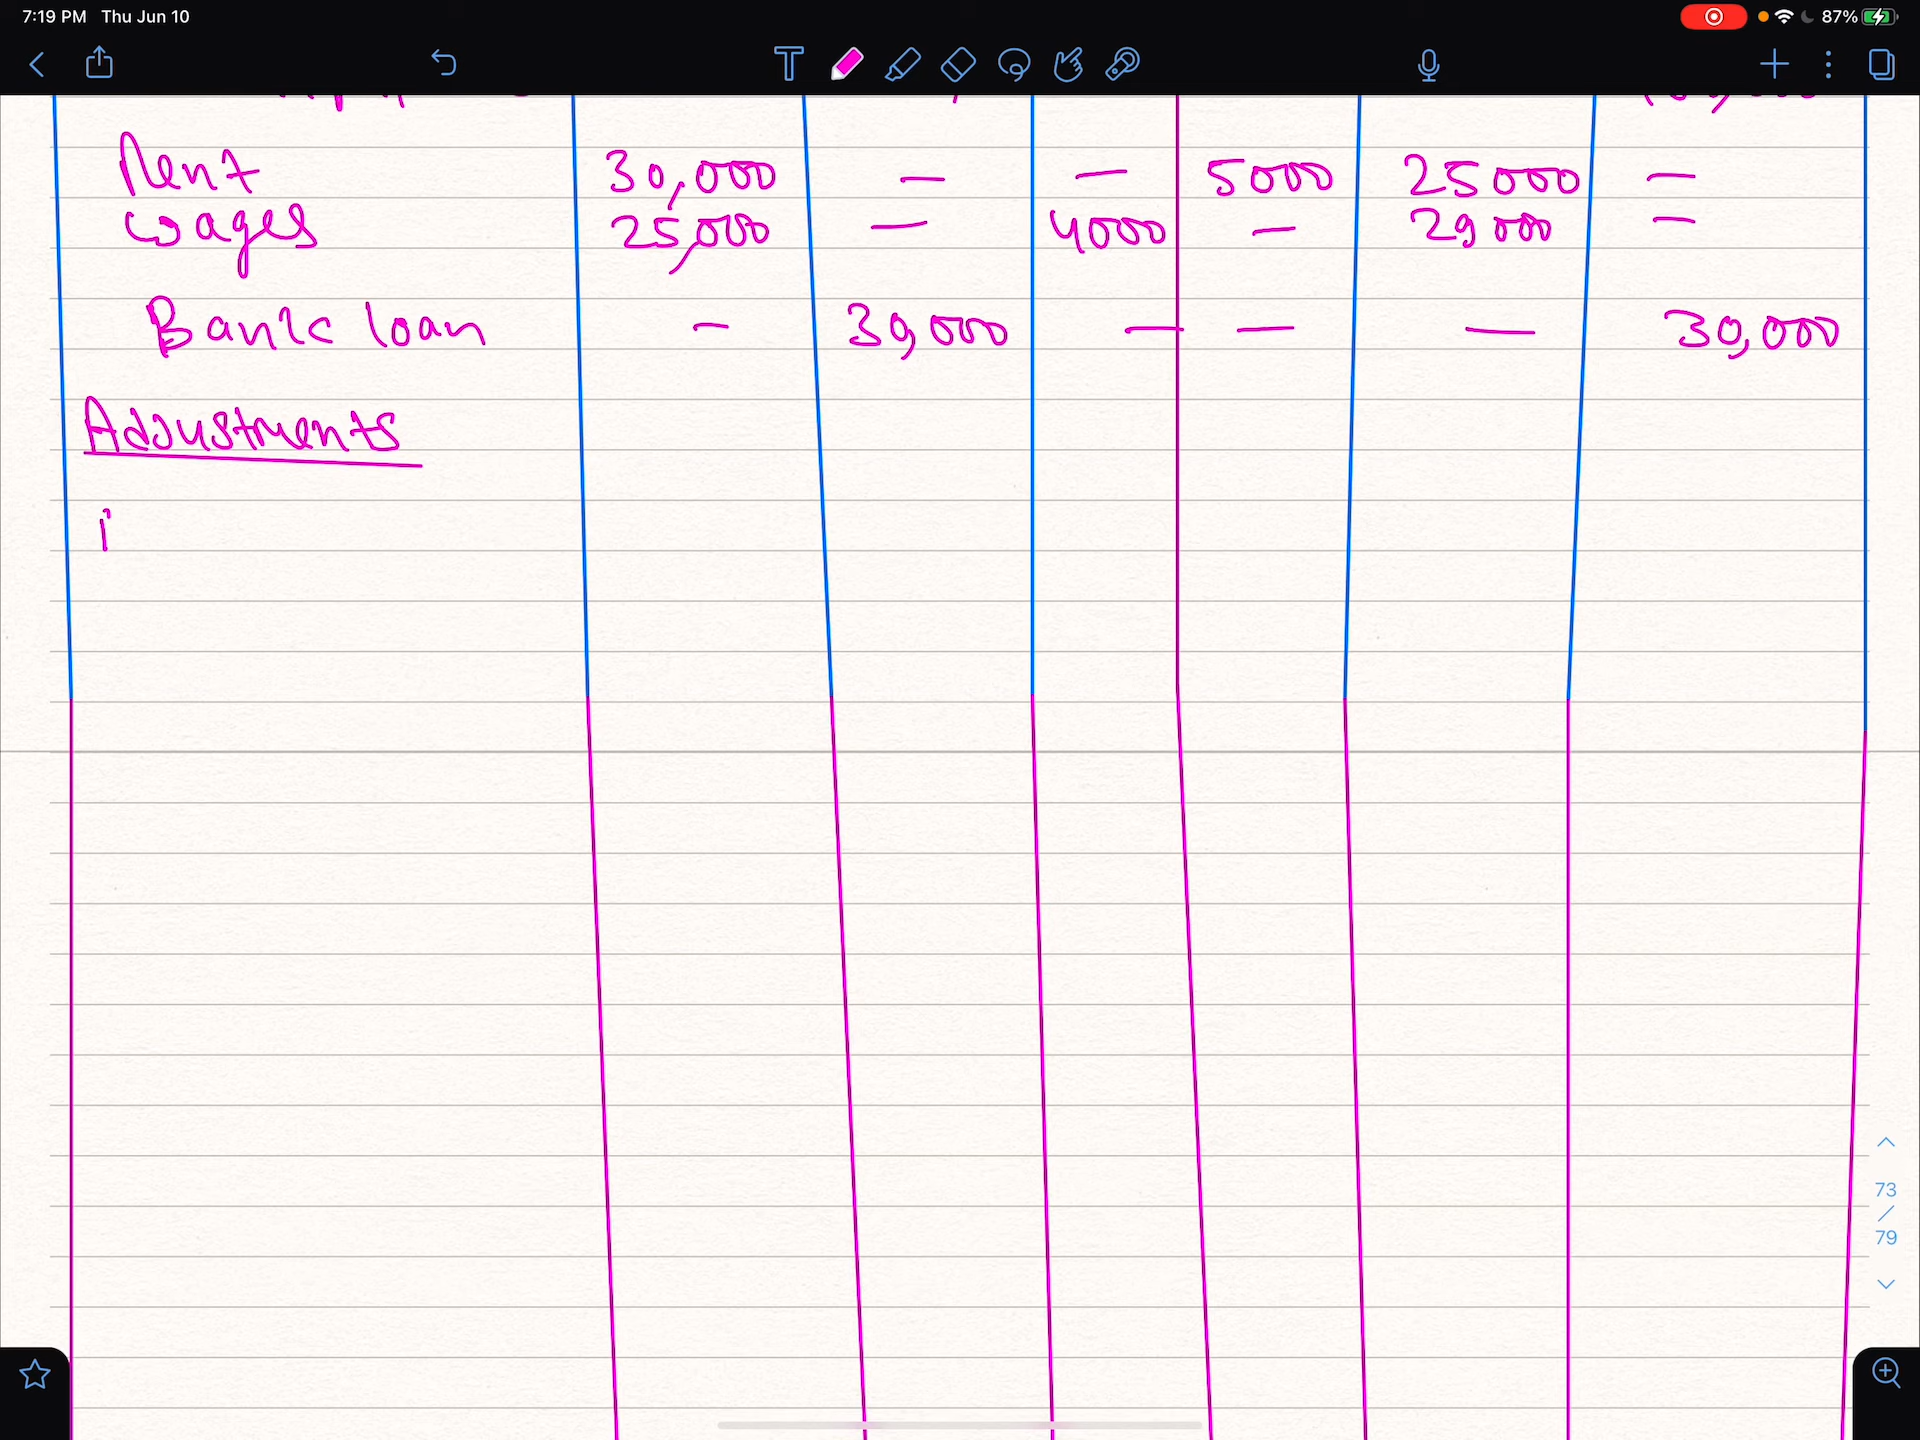 7:19 PM Thu Jun 10 87%
T
Rent 30,000 — — 5000 25000 —
wages 25,000 — 4000 — 29000 —
Bank loan - 30,000 — — — 30,000
Adjustments
i
73
/
79